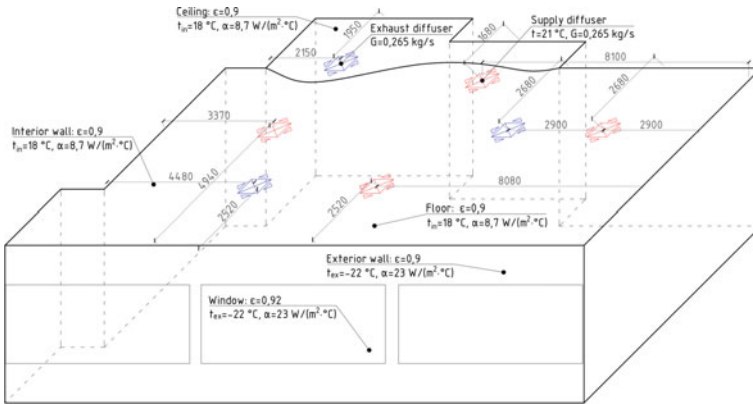 Ceiling: ε=0,9
t_in=18 °C, α=8,7 W/(m²·°C)
1950
Exhaust diffuser
G=0,265 kg/s
2150
Supply diffuser
t=21 °C, G=0,265 kg/s
1680
8100
2680
2680
3370
2900
2900
Interior wall: ε=0,9
t_in=18 °C, α=8,7 W/(m²·°C)
4480
4940
2520
2520
8080
Floor: ε=0,9
t_in=18 °C, α=8,7 W/(m²·°C)
Exterior wall: ε=0,9
t_ex=-22 °C, α=23 W/(m²·°C)
Window: ε=0,92
t_ex=-22 °C, α=23 W/(m²·°C)